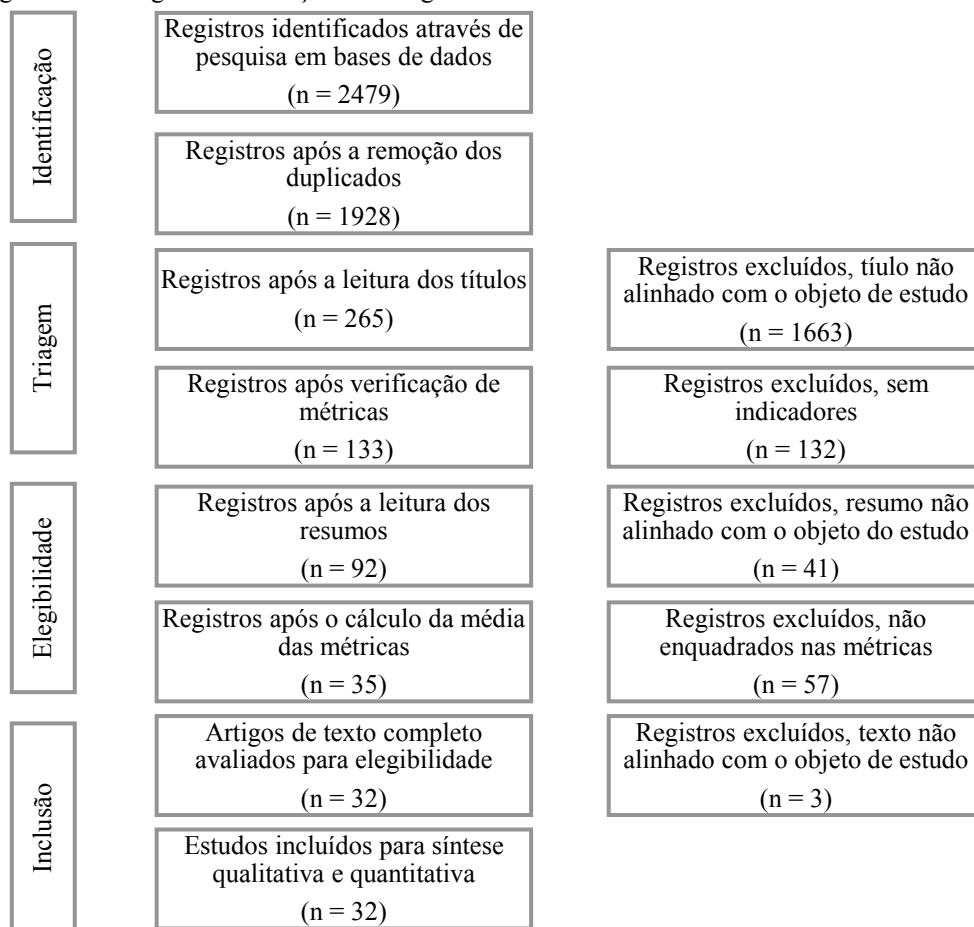 Identificação
Registros identificados através de
pesquisa em bases de dados
(n = 2479)
Registros após a remoção dos
duplicados
(n = 1928)
Triagem
Registros após a leitura dos títulos
(n = 265)
Registros excluídos, tíulo não
alinhado com o objeto de estudo
(n = 1663)
Registros após verificação de
métricas
(n = 133)
Registros excluídos, sem
indicadores
(n = 132)
Elegibilidade
Registros após a leitura dos
resumos
(n = 92)
Registros excluídos, resumo não
alinhado com o objeto do estudo
(n = 41)
Registros após o cálculo da média
das métricas
(n = 35)
Registros excluídos, não
enquadrados nas métricas
(n = 57)
Inclusão
Artigos de texto completo
avaliados para elegibilidade
(n = 32)
Registros excluídos, texto não
alinhado com o objeto de estudo
(n = 3)
Estudos incluídos para síntese
qualitativa e quantitativa
(n = 32)